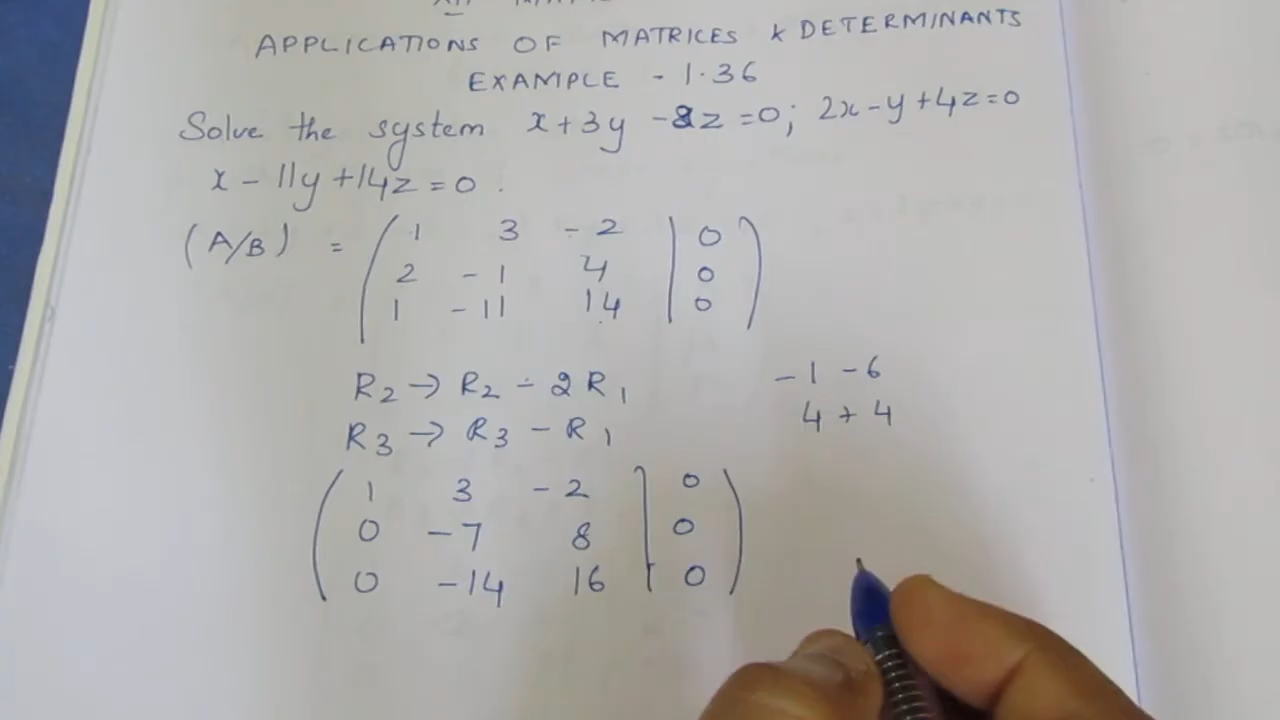 APPLICATIONS OF MATRICES & DETERMINANTS
EXAMPLE - 1.36
Solve the system x + 3y - 2z = 0; 2x - y + 4z = 0
x - 11y + 14z = 0.
(A/B) = ( 1 3 -2 | 0 )
2 -1 4 | 0
1 -11 14 | 0
R2 → R2 - 2R1 -1 -6
R3 → R3 - R1 4 + 4
( 1 3 -2 | 0 )
0 -7 8 | 0
0 -14 16 | 0